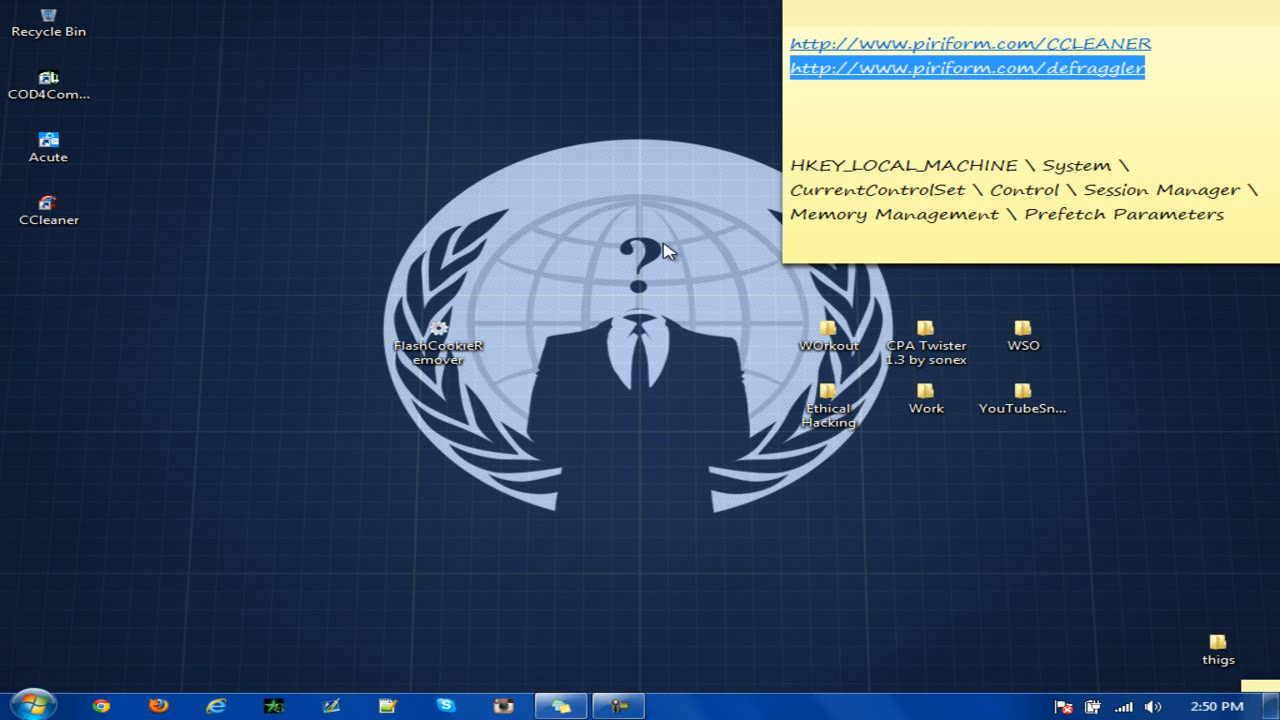 Recycle Bin
COD4Com...
Acute
CCleaner
http://www.piriform.com/CCLEANER
http://www.piriform.com/defraggler
HKEY_LOCAL_MACHINE \ System \
CurrentControlSet \ Control \ Session Manager \
Memory Management \ Prefetch Parameters
?
FlashCookieR
emover
WOrkout
CPA Twister
1.3 by sonex
WSO
Ethical
Hacking
Work
YouTubeSn...
thigs
2:50 PM